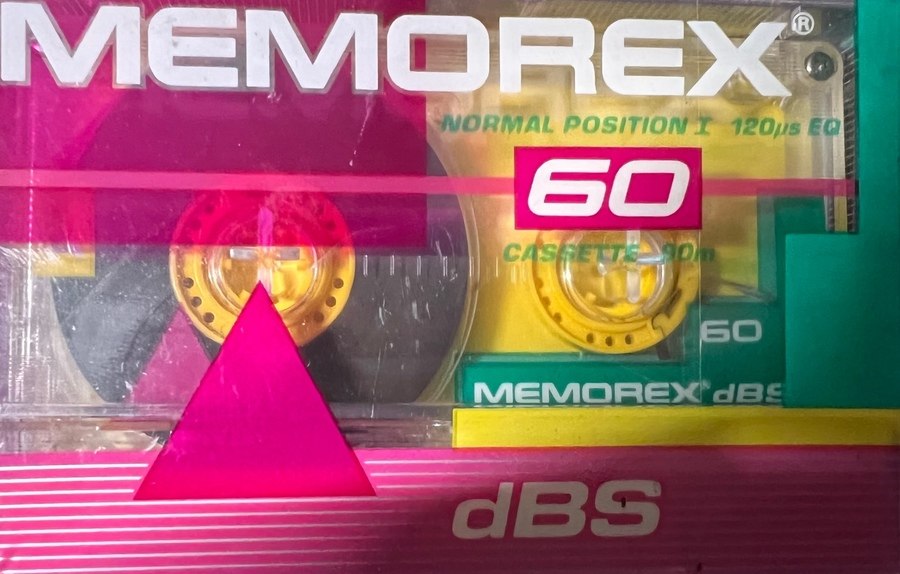 MEMOREX®
NORMAL POSITION I 120µs EQ
60
CASSETTE 90m
60
MEMOREX® dBS
dBS